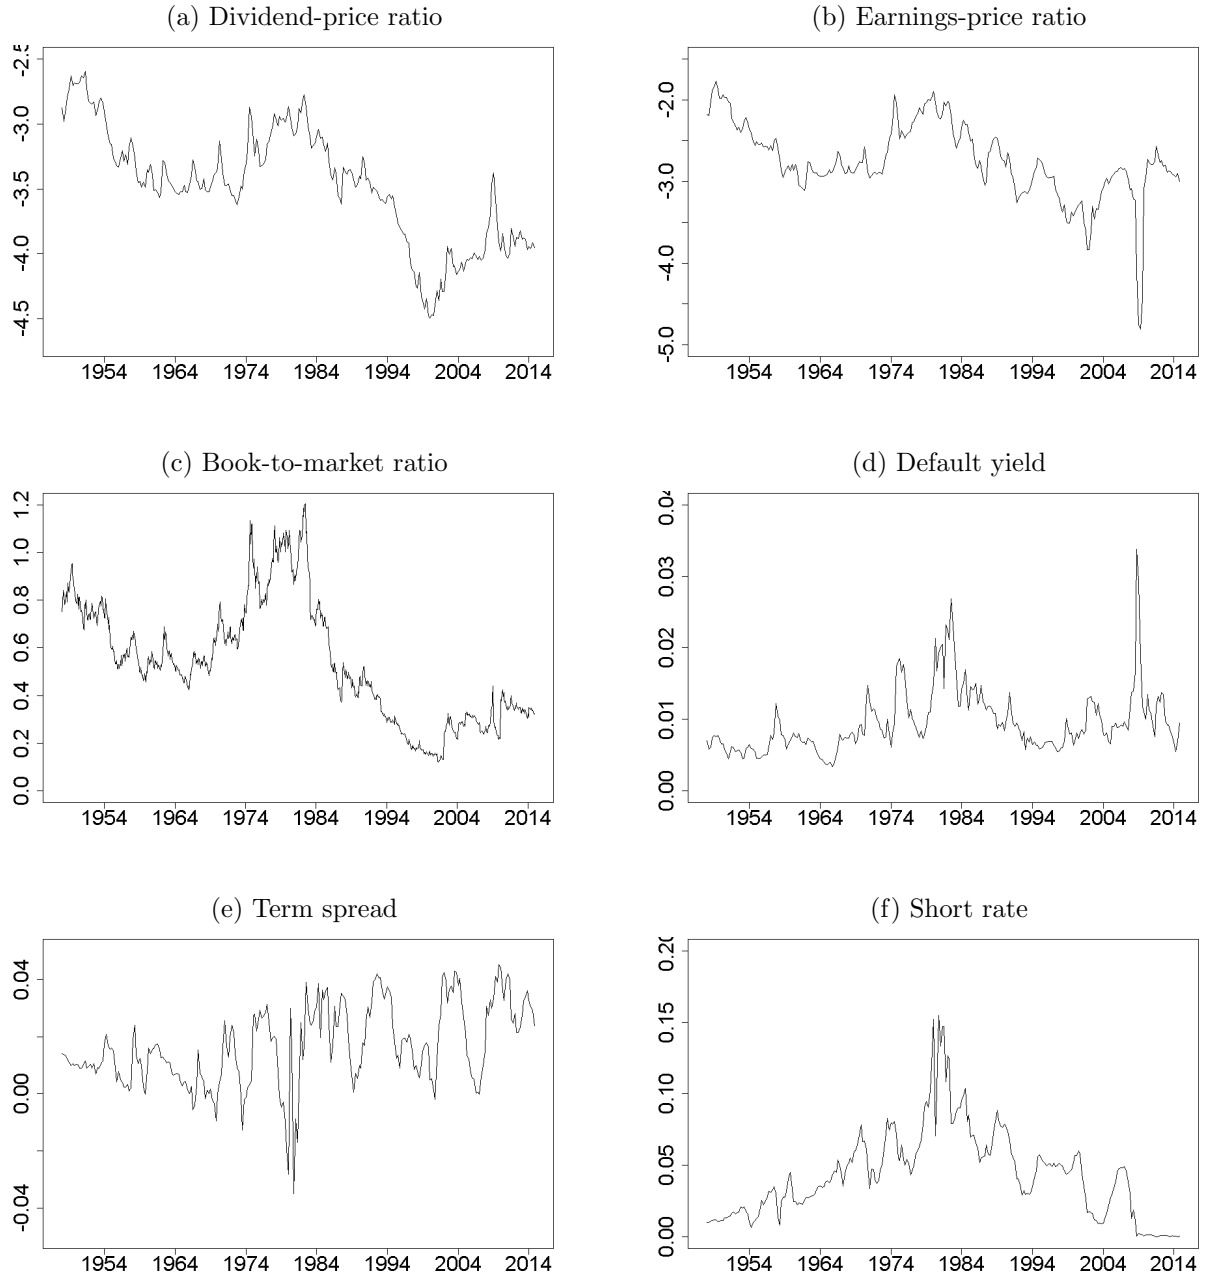 (a) Dividend-price ratio
-2.5
-3.0
-3.5
-4.0
-4.5
1954 1964 1974 1984 1994 2004 2014
(b) Earnings-price ratio
-2.0
-3.0
-4.0
-5.0
1954 1964 1974 1984 1994 2004 2014
(c) Book-to-market ratio
1.2
1.0
0.8
0.6
0.4
0.2
0.0
1954 1964 1974 1984 1994 2004 2014
(d) Default yield
0.04
0.03
0.02
0.01
0.00
1954 1964 1974 1984 1994 2004 2014
(e) Term spread
0.04
0.00
-0.04
1954 1964 1974 1984 1994 2004 2014
(f) Short rate
0.20
0.15
0.10
0.05
0.00
1954 1964 1974 1984 1994 2004 2014